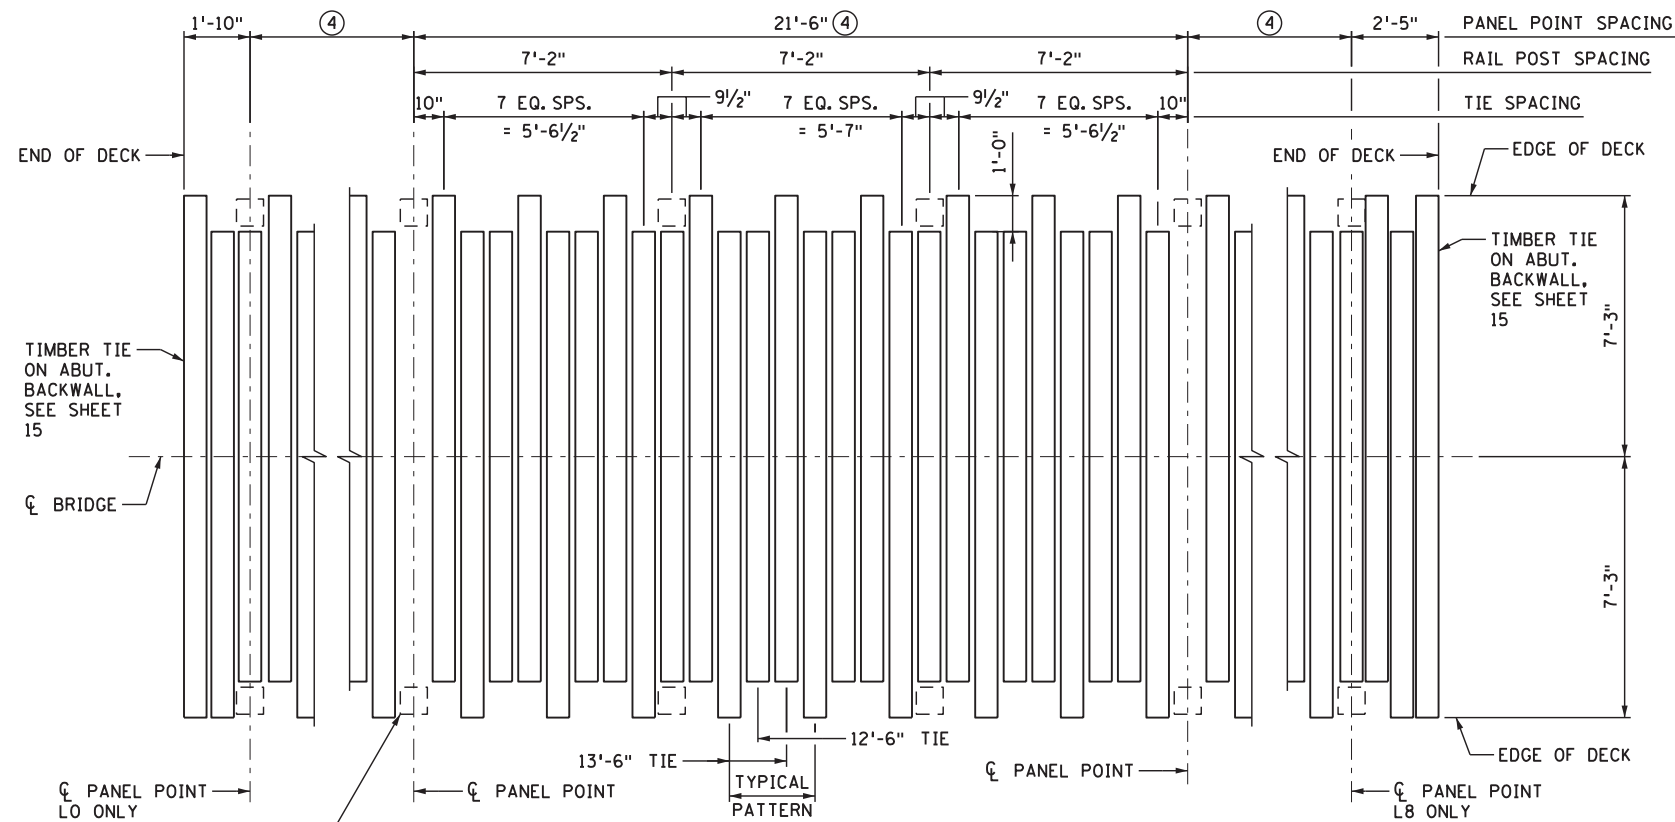 1'-10"
4
21'-6" 4
4
2'-5"
PANEL POINT SPACING
7'-2"
7'-2"
7'-2"
RAIL POST SPACING
10"
7 EQ. SPS.
= 5'-6½"
9½"
7 EQ. SPS.
= 5'-7"
9½"
7 EQ. SPS.
= 5'-6½"
10"
TIE SPACING
1'-0"
END OF DECK
END OF DECK
EDGE OF DECK
TIMBER TIE
ON ABUT.
BACKWALL,
SEE SHEET
15
TIMBER TIE
ON ABUT.
BACKWALL,
SEE SHEET
15
7'-3"
℄ BRIDGE
7'-3"
12'-6" TIE
13'-6" TIE
TYPICAL
PATTERN
EDGE OF DECK
℄ PANEL POINT
L0 ONLY
℄ PANEL POINT
℄ PANEL POINT
℄ PANEL POINT
L8 ONLY